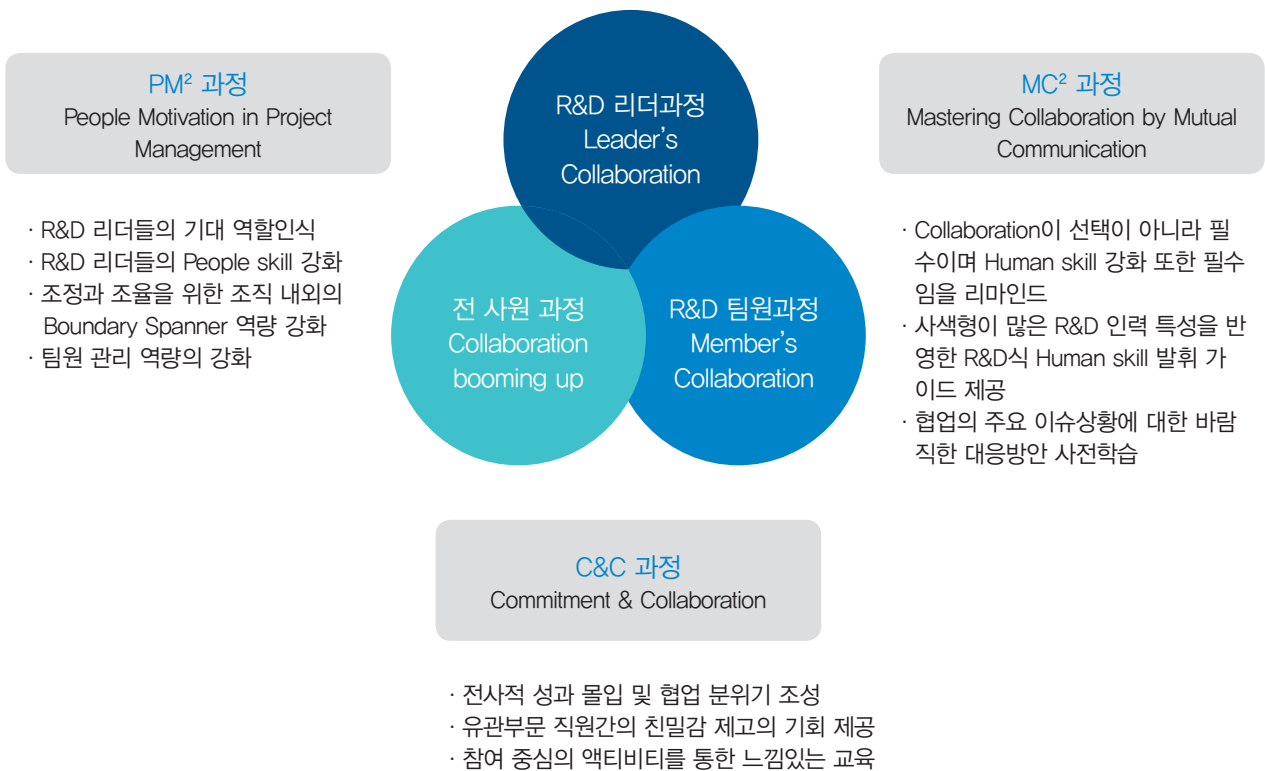 PM² 과정
People Motivation in Project
Management
· R&D 리더들의 기대 역할인식
· R&D 리더들의 People skill 강화
· 조정과 조율을 위한 조직 내외의
Boundary Spanner 역량 강화
· 팀원 관리 역량의 강화
R&D 리더과정
Leader’s
Collaboration
전 사원 과정
Collaboration
booming up
R&D 팀원과정
Member’s
Collaboration
MC² 과정
Mastering Collaboration by Mutual
Communication
· Collaboration이 선택이 아니라 필
수이며 Human skill 강화 또한 필수
임을 리마인드
· 사색형이 많은 R&D 인력 특성을 반
영한 R&D식 Human skill 발휘 가
이드 제공
· 협업의 주요 이슈상황에 대한 바람
직한 대응방안 사전학습
C&C 과정
Commitment & Collaboration
· 전사적 성과 몰입 및 협업 분위기 조성
· 유관부문 직원간의 친밀감 제고의 기회 제공
· 참여 중심의 액티비티를 통한 느낌있는 교육